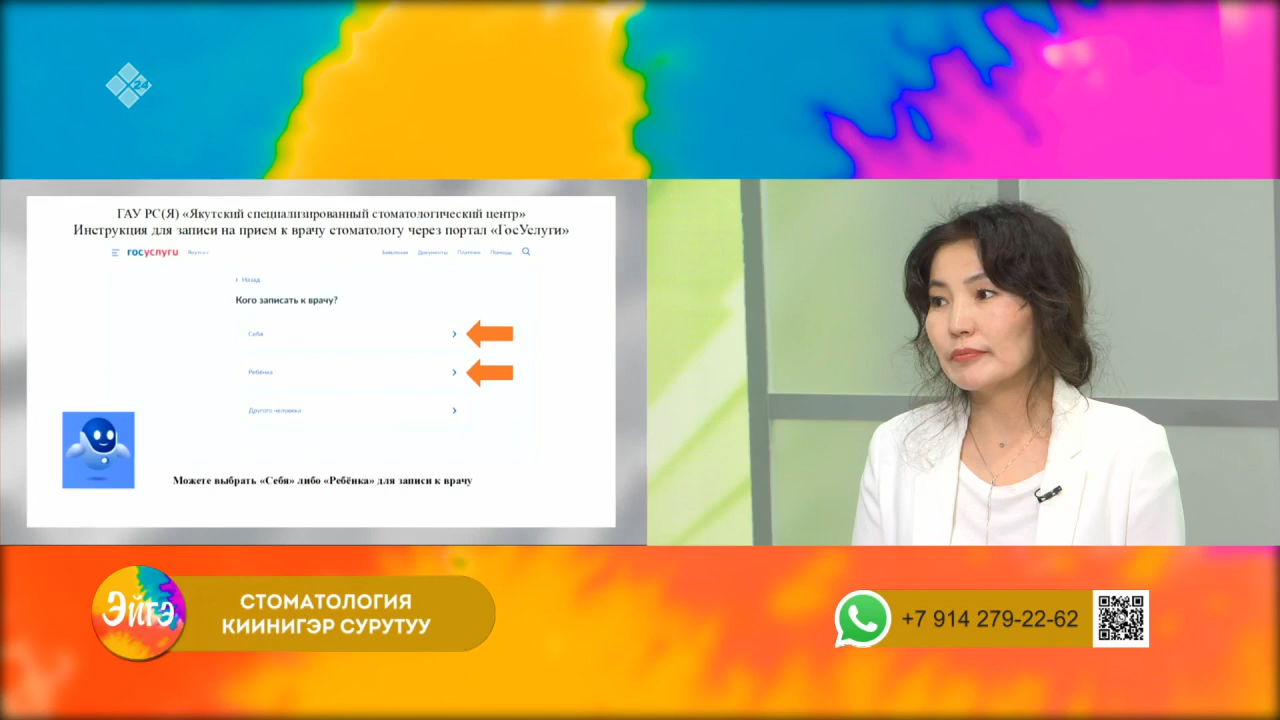 24
ГАУ РС(Я) «Якутский специализированный стоматологический центр»
Инструкция для записи на прием к врачу стоматологу через портал «ГосУслуги»
госуслуги Якутск Заявления Документы Платежи Помощь
Назад
Кого записать к врачу?
Себя
Ребёнка
Другого человека
Можете выбрать «Себя» либо «Ребёнка» для записи к врачу
Эйгэ
СТОМАТОЛОГИЯ
КИИНИГЭР СУРУТУУ
+7 914 279-22-62